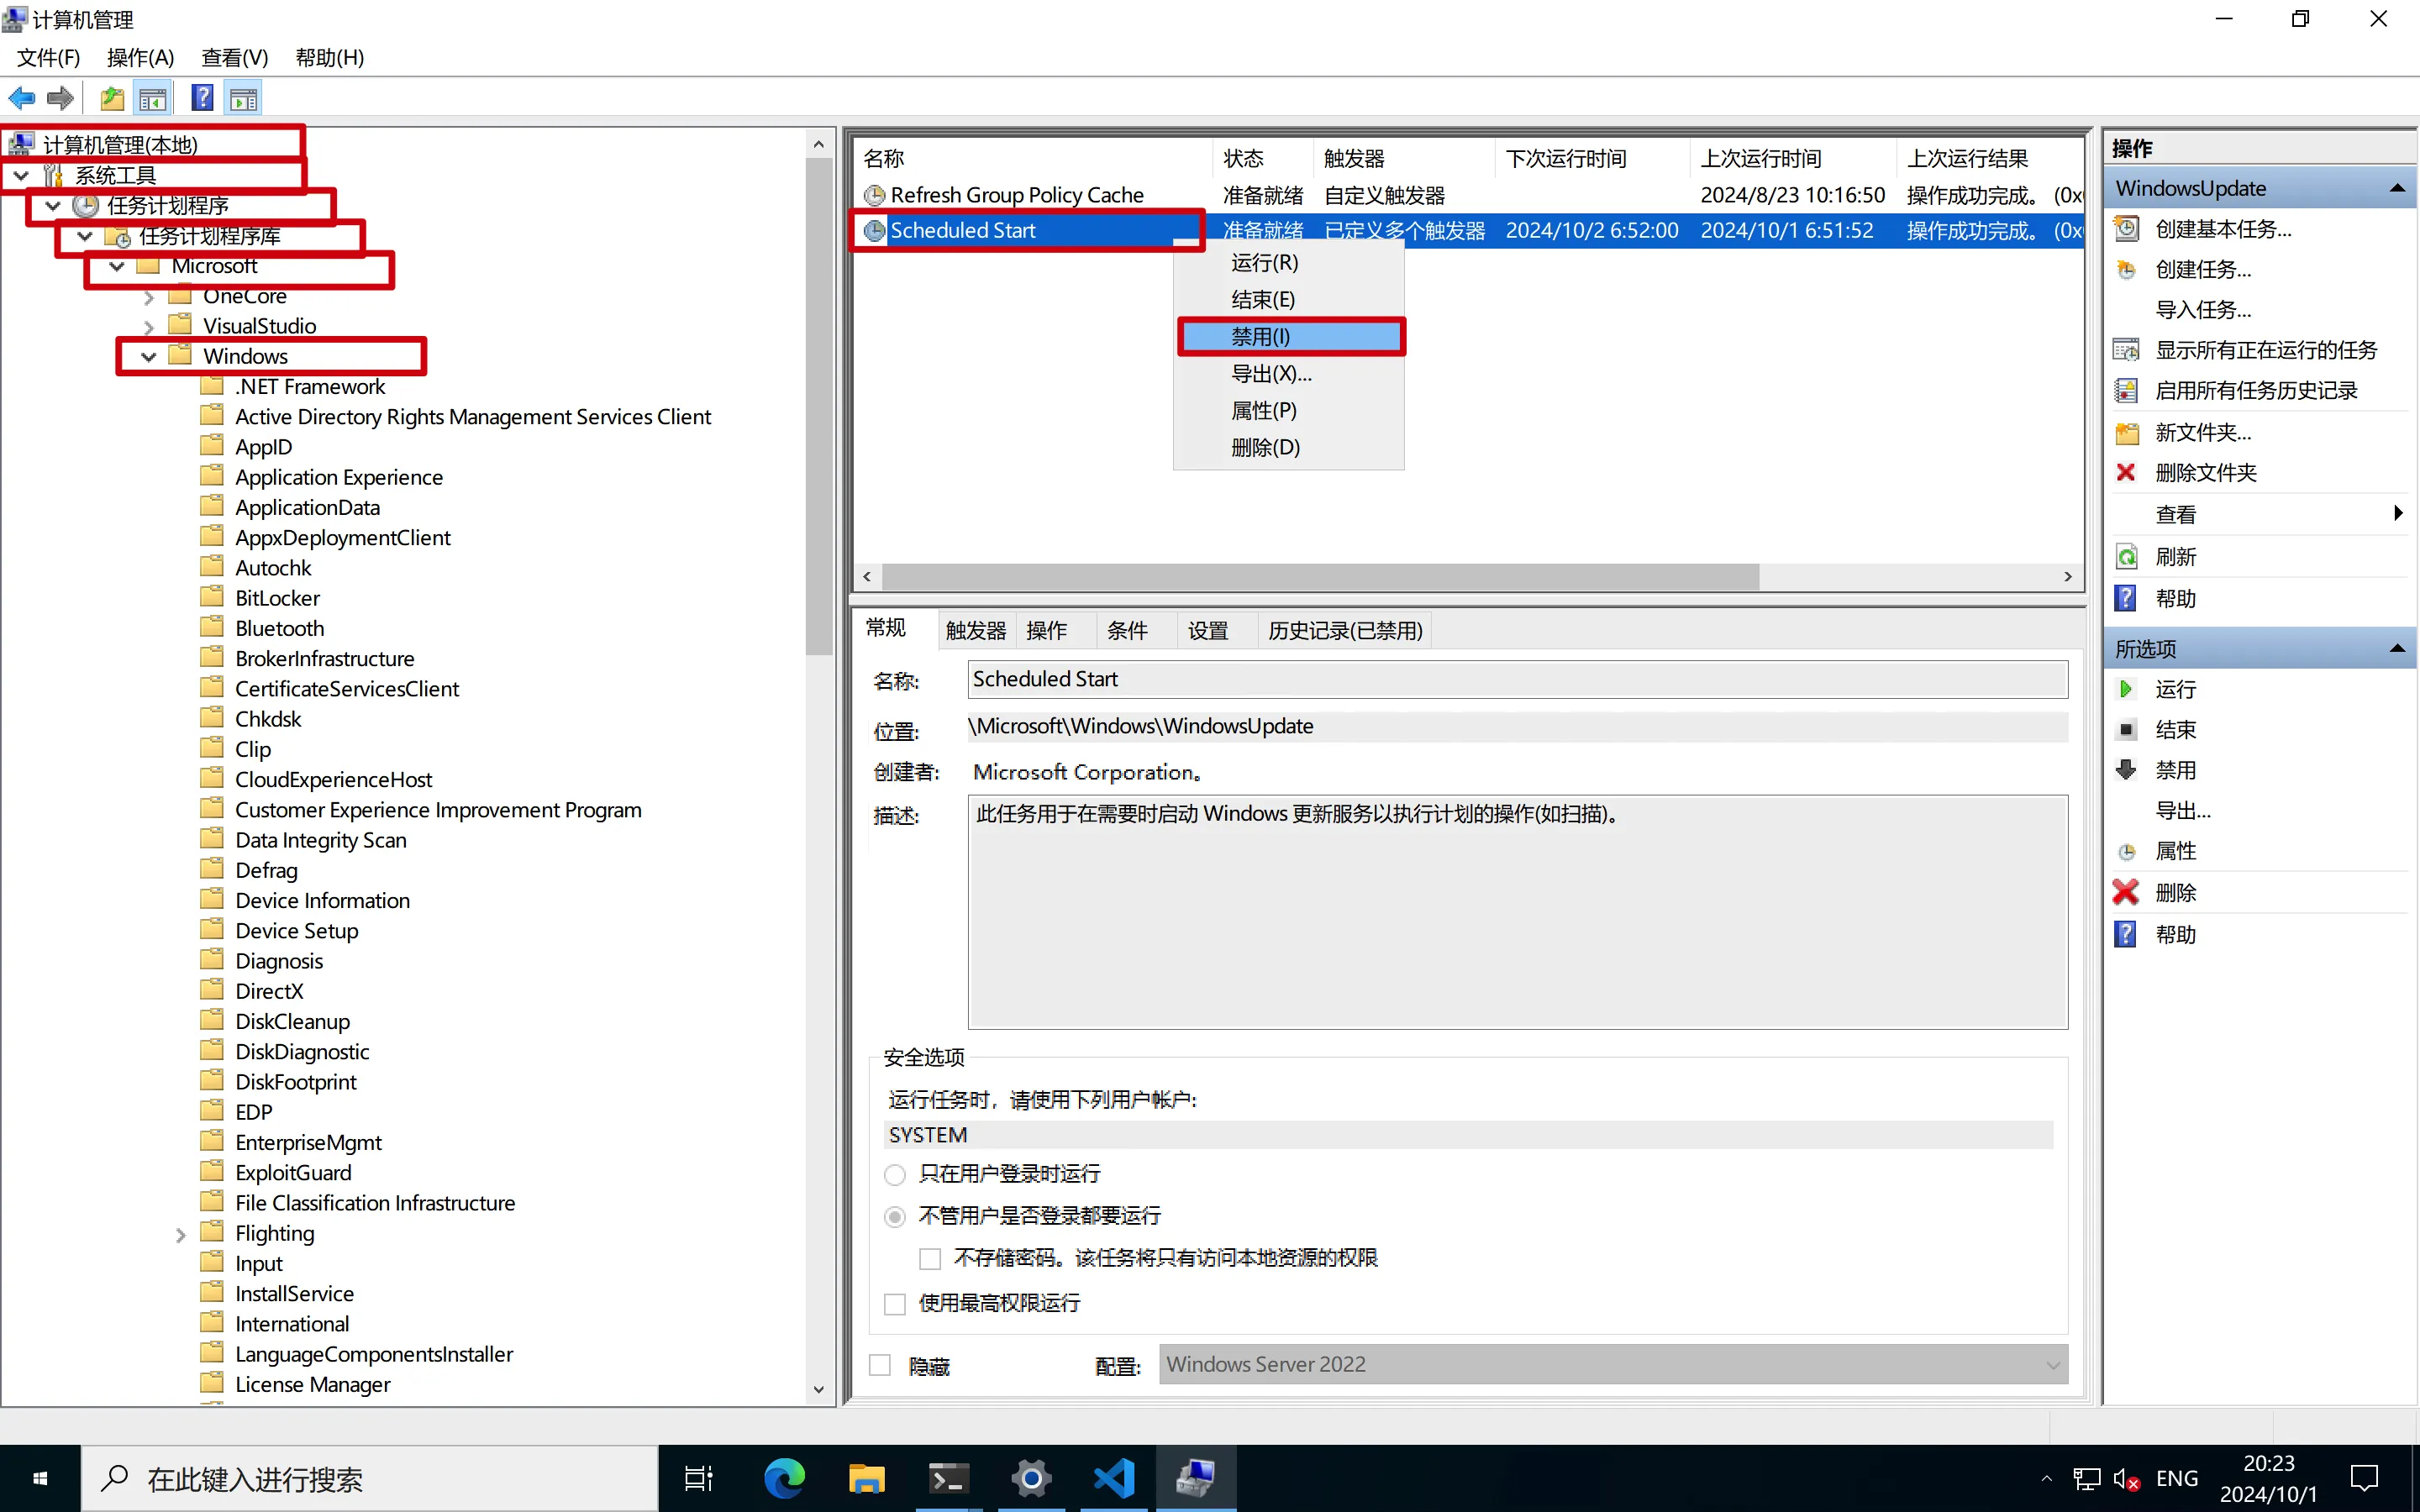 计算机管理
文件(F) 操作(A) 查看(V) 帮助(H)
计算机管理(本地)
系统工具
任务计划程序
任务计划程序库
Microsoft
OneCore
VisualStudio
Windows
.NET Framework
Active Directory Rights Management Services Client
AppID
Application Experience
ApplicationData
AppxDeploymentClient
Autochk
BitLocker
Bluetooth
BrokerInfrastructure
CertificateServicesClient
Chkdsk
Clip
CloudExperienceHost
Customer Experience Improvement Program
Data Integrity Scan
Defrag
Device Information
Device Setup
Diagnosis
DirectX
DiskCleanup
DiskDiagnostic
DiskFootprint
EDP
EnterpriseMgmt
ExploitGuard
File Classification Infrastructure
Flighting
Input
InstallService
International
LanguageComponentsInstaller
License Manager
名称 状态 触发器 下次运行时间 上次运行时间 上次运行结果
Refresh Group Policy Cache 准备就绪 自定义触发器 2024/8/23 10:16:50 操作成功完成。 (0x
Scheduled Start 准备就绪 已定义多个触发器 2024/10/2 6:52:00 2024/10/1 6:51:52 操作成功完成。 (0x
运行(R)
结束(E)
禁用(I)
导出(X)...
属性(P)
删除(D)
常规 触发器 操作 条件 设置 历史记录(已禁用)
名称: Scheduled Start
位置: \Microsoft\Windows\WindowsUpdate
创建者: Microsoft Corporation。
描述: 此任务用于在需要时启动 Windows 更新服务以执行计划的操作(如扫描)。
安全选项
运行任务时，请使用下列用户帐户:
SYSTEM
只在用户登录时运行
不管用户是否登录都要运行
不存储密码。该任务将只有访问本地资源的权限
使用最高权限运行
隐藏 配置: Windows Server 2022
操作
WindowsUpdate
创建基本任务...
创建任务...
导入任务...
显示所有正在运行的任务
启用所有任务历史记录
新文件夹...
删除文件夹
查看
刷新
帮助
所选项
运行
结束
禁用
导出...
属性
删除
帮助
在此键入进行搜索
ENG
20:23
2024/10/1